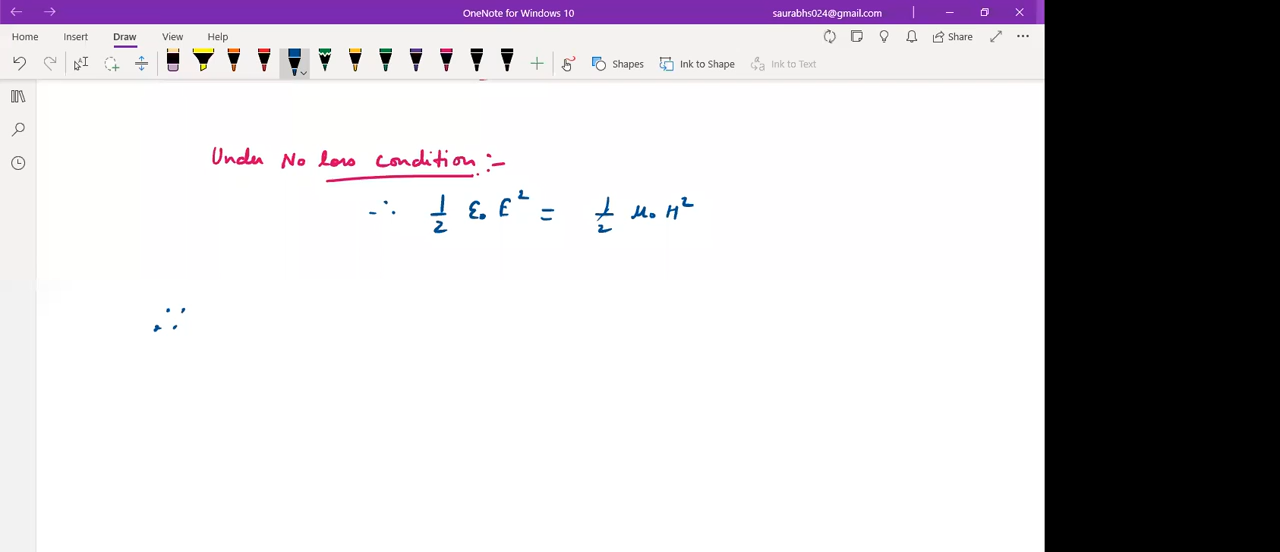 OneNote for Windows 10
saurabhs024@gmail.com
Home Insert Draw View Help
Share
Shapes Ink to Shape Ink to Text
Under No loss condition :-
∴ 1/2 ε₀ E² = 1/2 μ₀ H²
∴